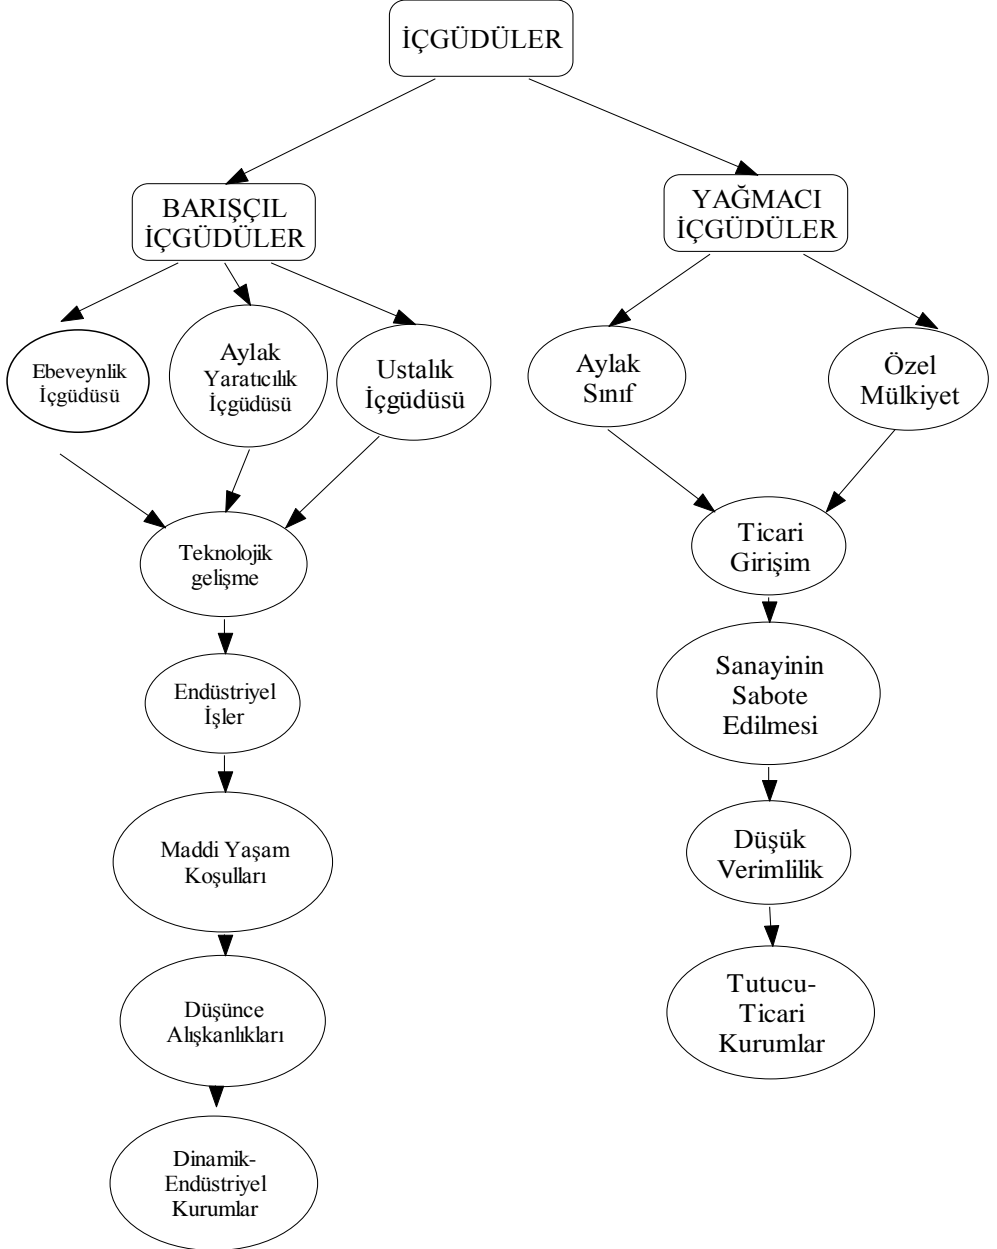 İÇGÜDÜLER
BARIŞÇIL
İÇGÜDÜLER
YAĞMACI
İÇGÜDÜLER
Ebeveynlik
İçgüdüsü
Aylak
Yaratıcılık
İçgüdüsü
Ustalık
İçgüdüsü
Aylak
Sınıf
Özel
Mülkiyet
Teknolojik
gelişme
Ticari
Girişim
Endüstriyel
İşler
Sanayinin
Sabote
Edilmesi
Maddi Yaşam
Koşulları
Düşük
Verimlilik
Düşünce
Alışkanlıkları
Tutucu-
Ticari
Kurumlar
Dinamik-
Endüstriyel
Kurumlar